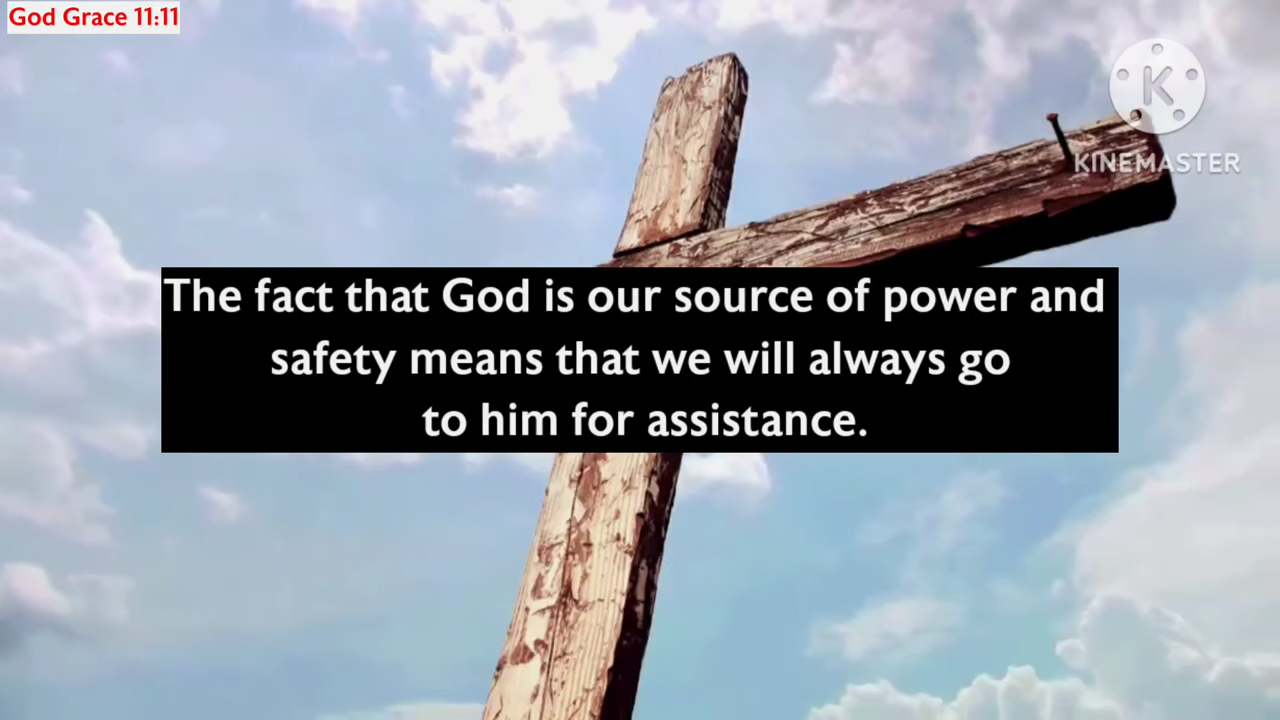 God Grace 11:11
K
KINEMASTER
The fact that God is our source of power and
safety means that we will always go
to him for assistance.